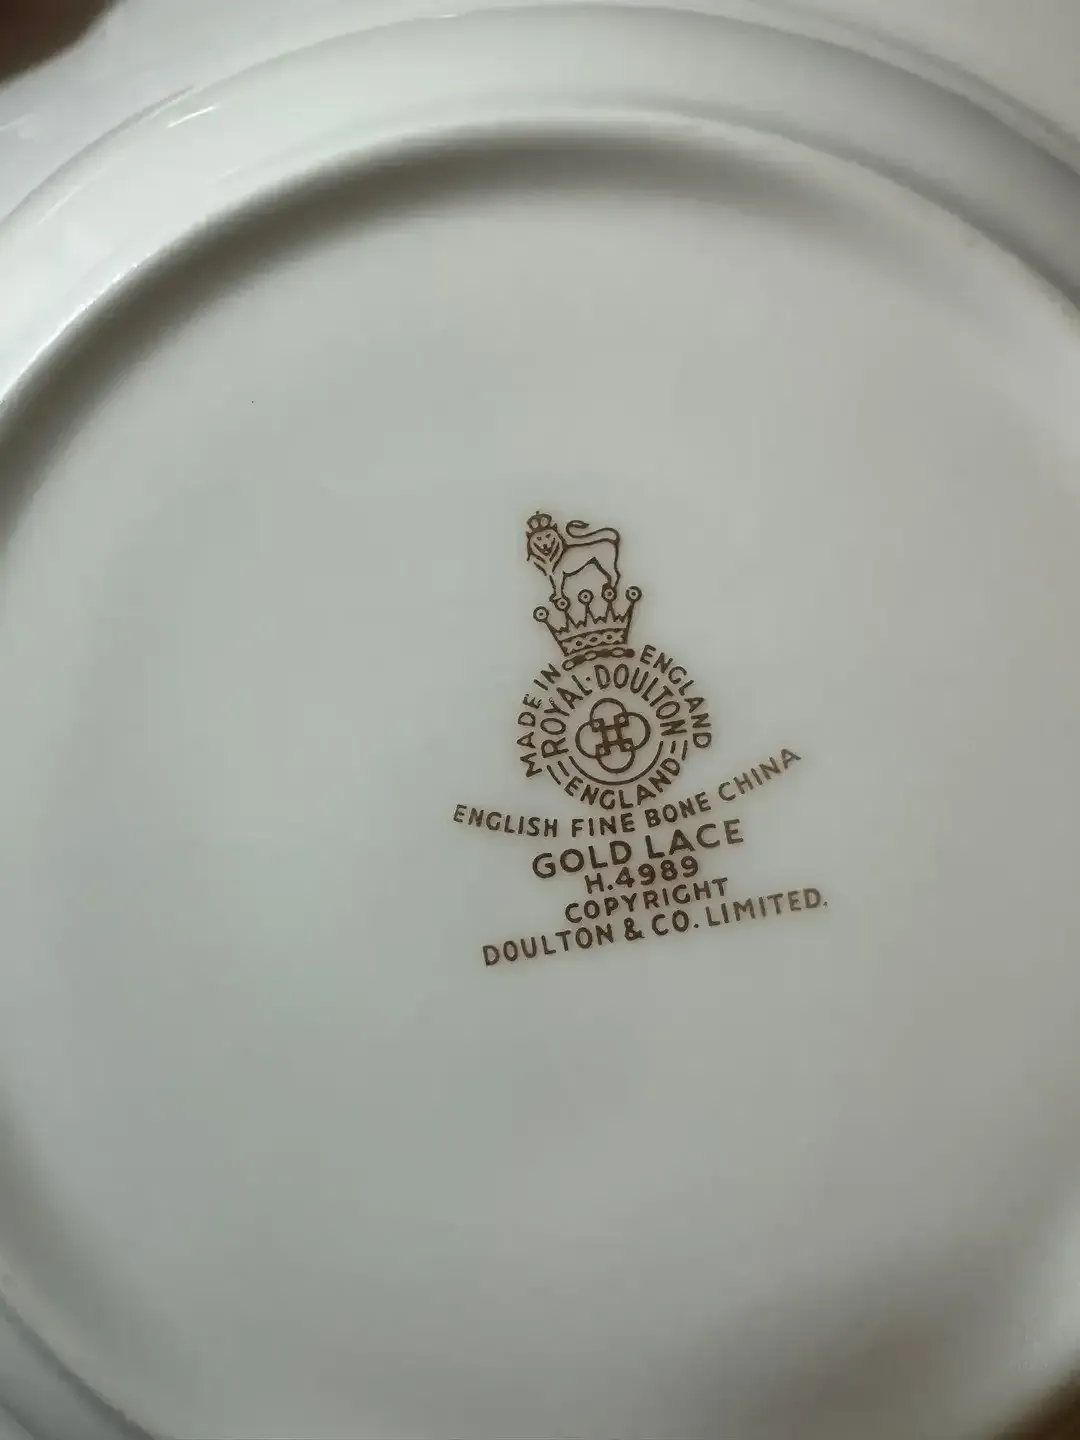 MADE IN ENGLAND
ROYAL·DOULTON
ENGLAND
ENGLISH FINE BONE CHINA
GOLD LACE
H.4989
COPYRIGHT
DOULTON & CO. LIMITED.